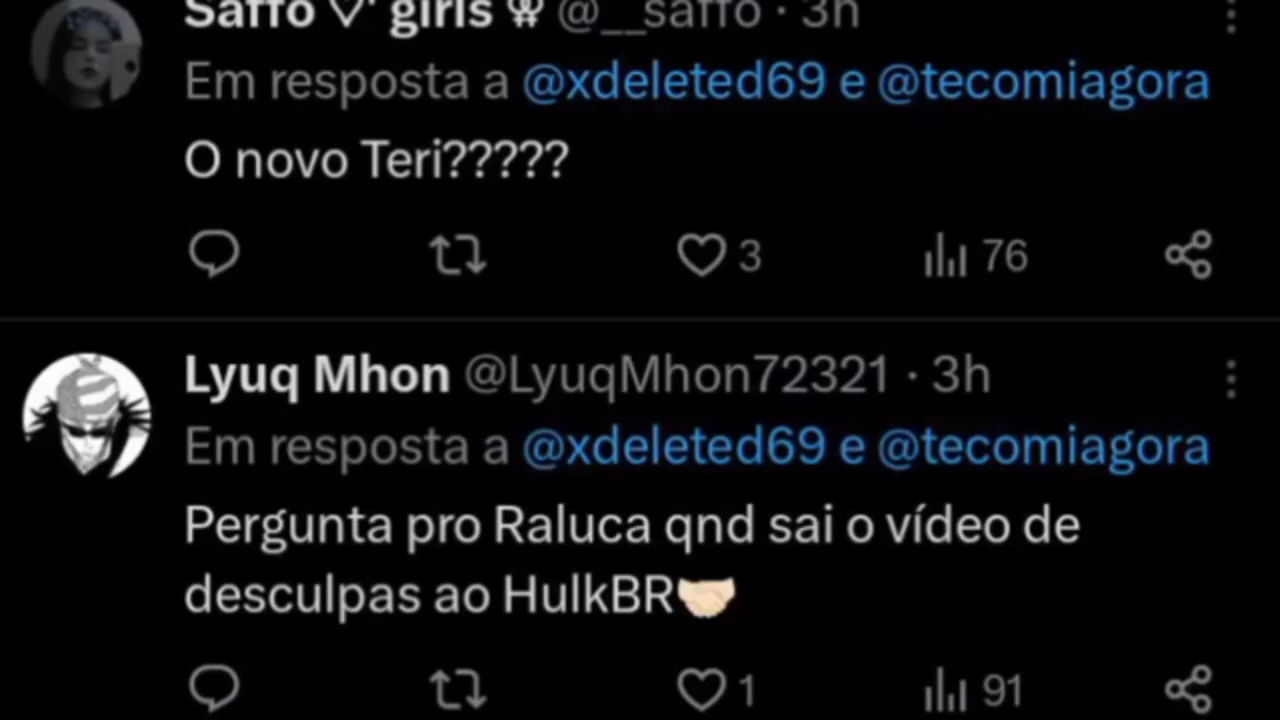 Saffo ♡' girls @__saffo · 3h
Em resposta a @xdeleted69 e @tecomiagora
O novo Teri?????
3 76
Lyuq Mhon @LyuqMhon72321 · 3h
Em resposta a @xdeleted69 e @tecomiagora
Pergunta pro Raluca qnd sai o vídeo de
desculpas ao HulkBR🤝🏻
1 91